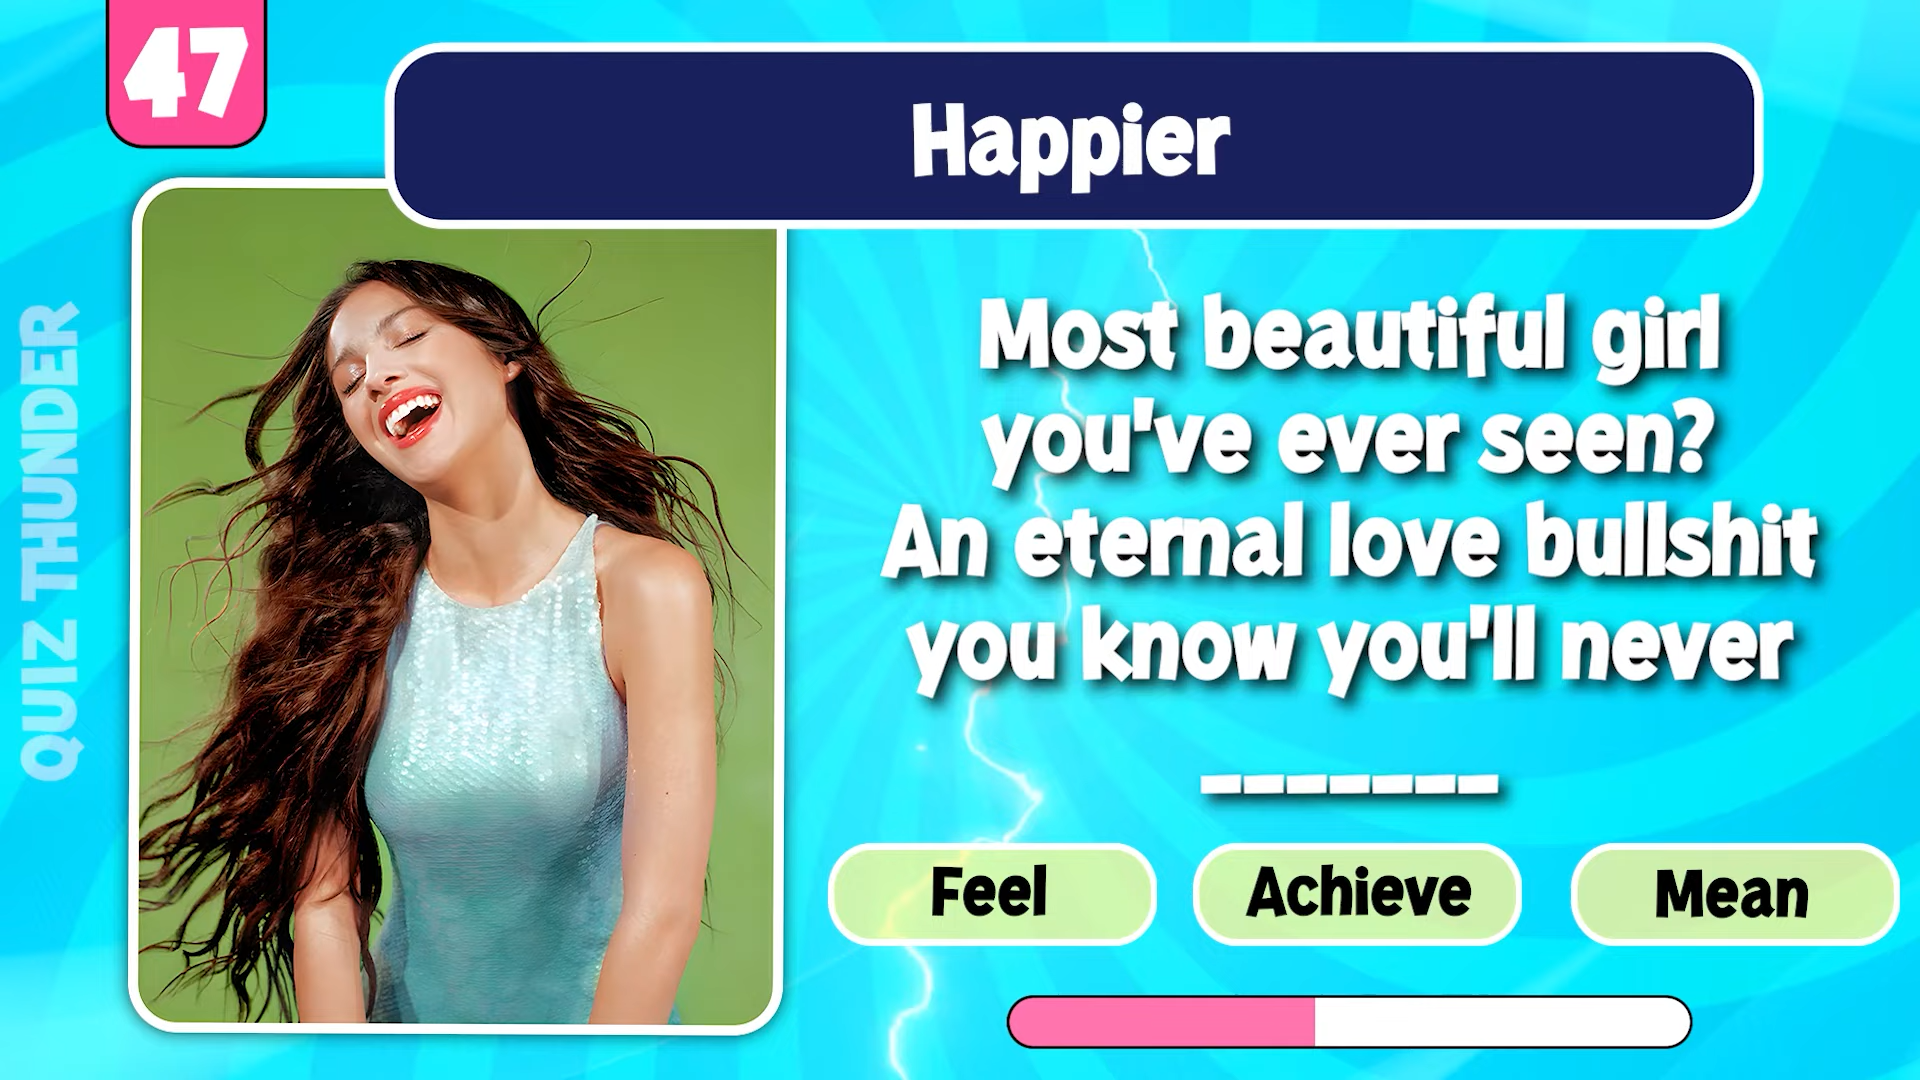 47
Happier
QUIZ THUNDER
Most beautiful girl
you've ever seen?
An eternal love bullshit
you know you'll never
_______
Feel
Achieve
Mean